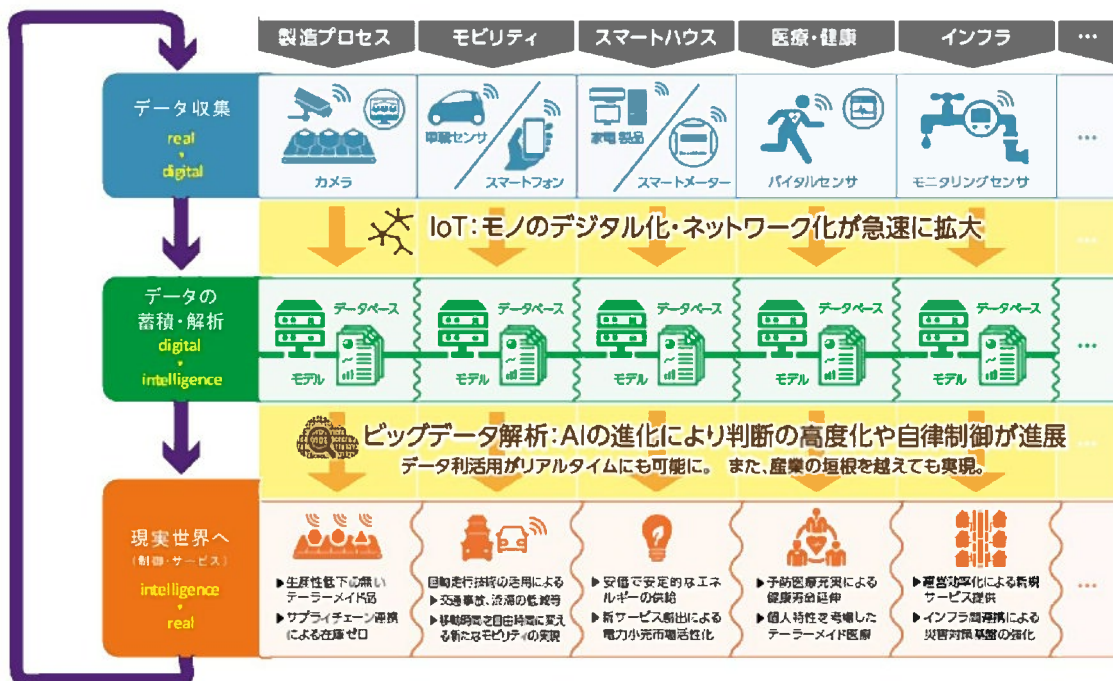 製造プロセス
モビリティ
スマートハウス
医療・健康
インフラ
…
データ収集
real
・
digital
カメラ
車載センサ
スマートフォン
家電製品
スマートメーター
バイタルセンサ
モニタリングセンサ
…
IoT:モノのデジタル化・ネットワーク化が急速に拡大
…
データの
蓄積・解析
digital
・
intelligence
データベース
モデル
データベース
モデル
データベース
モデル
データベース
モデル
データベース
モデル
…
ビッグデータ解析:AIの進化により判断の高度化や自律制御が進展
データ利活用がリアルタイムにも可能に。 また、産業の垣根を越えても実現。
…
現実世界へ
(制御・サービス)
intelligence
・
real
▶生産性低下の無い
テーラーメイド品
▶サプライチェーン連携
による在庫ゼロ
自動走行技術の活用による
▶交通事故、渋滞の低減等
▶移動時間を自由時間に変え
る新たなモビリティの実現
▶安価で安定的なエネ
ルギーの供給
▶新サービス創出による
電力小売市場活性化
▶予防医療充実による
健康寿命延伸
▶個人特性を考慮した
テーラーメイド医療
▶運営効率化による新規
サービス提供
▶インフラ間連携による
災害対策基盤の強化
…